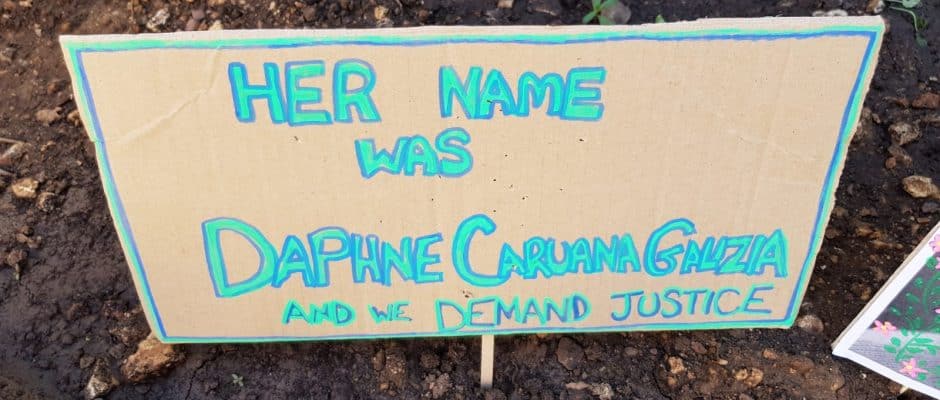 HER NAME
WAS
DAPHNE CARUANA GALIZIA
AND WE DEMAND JUSTICE